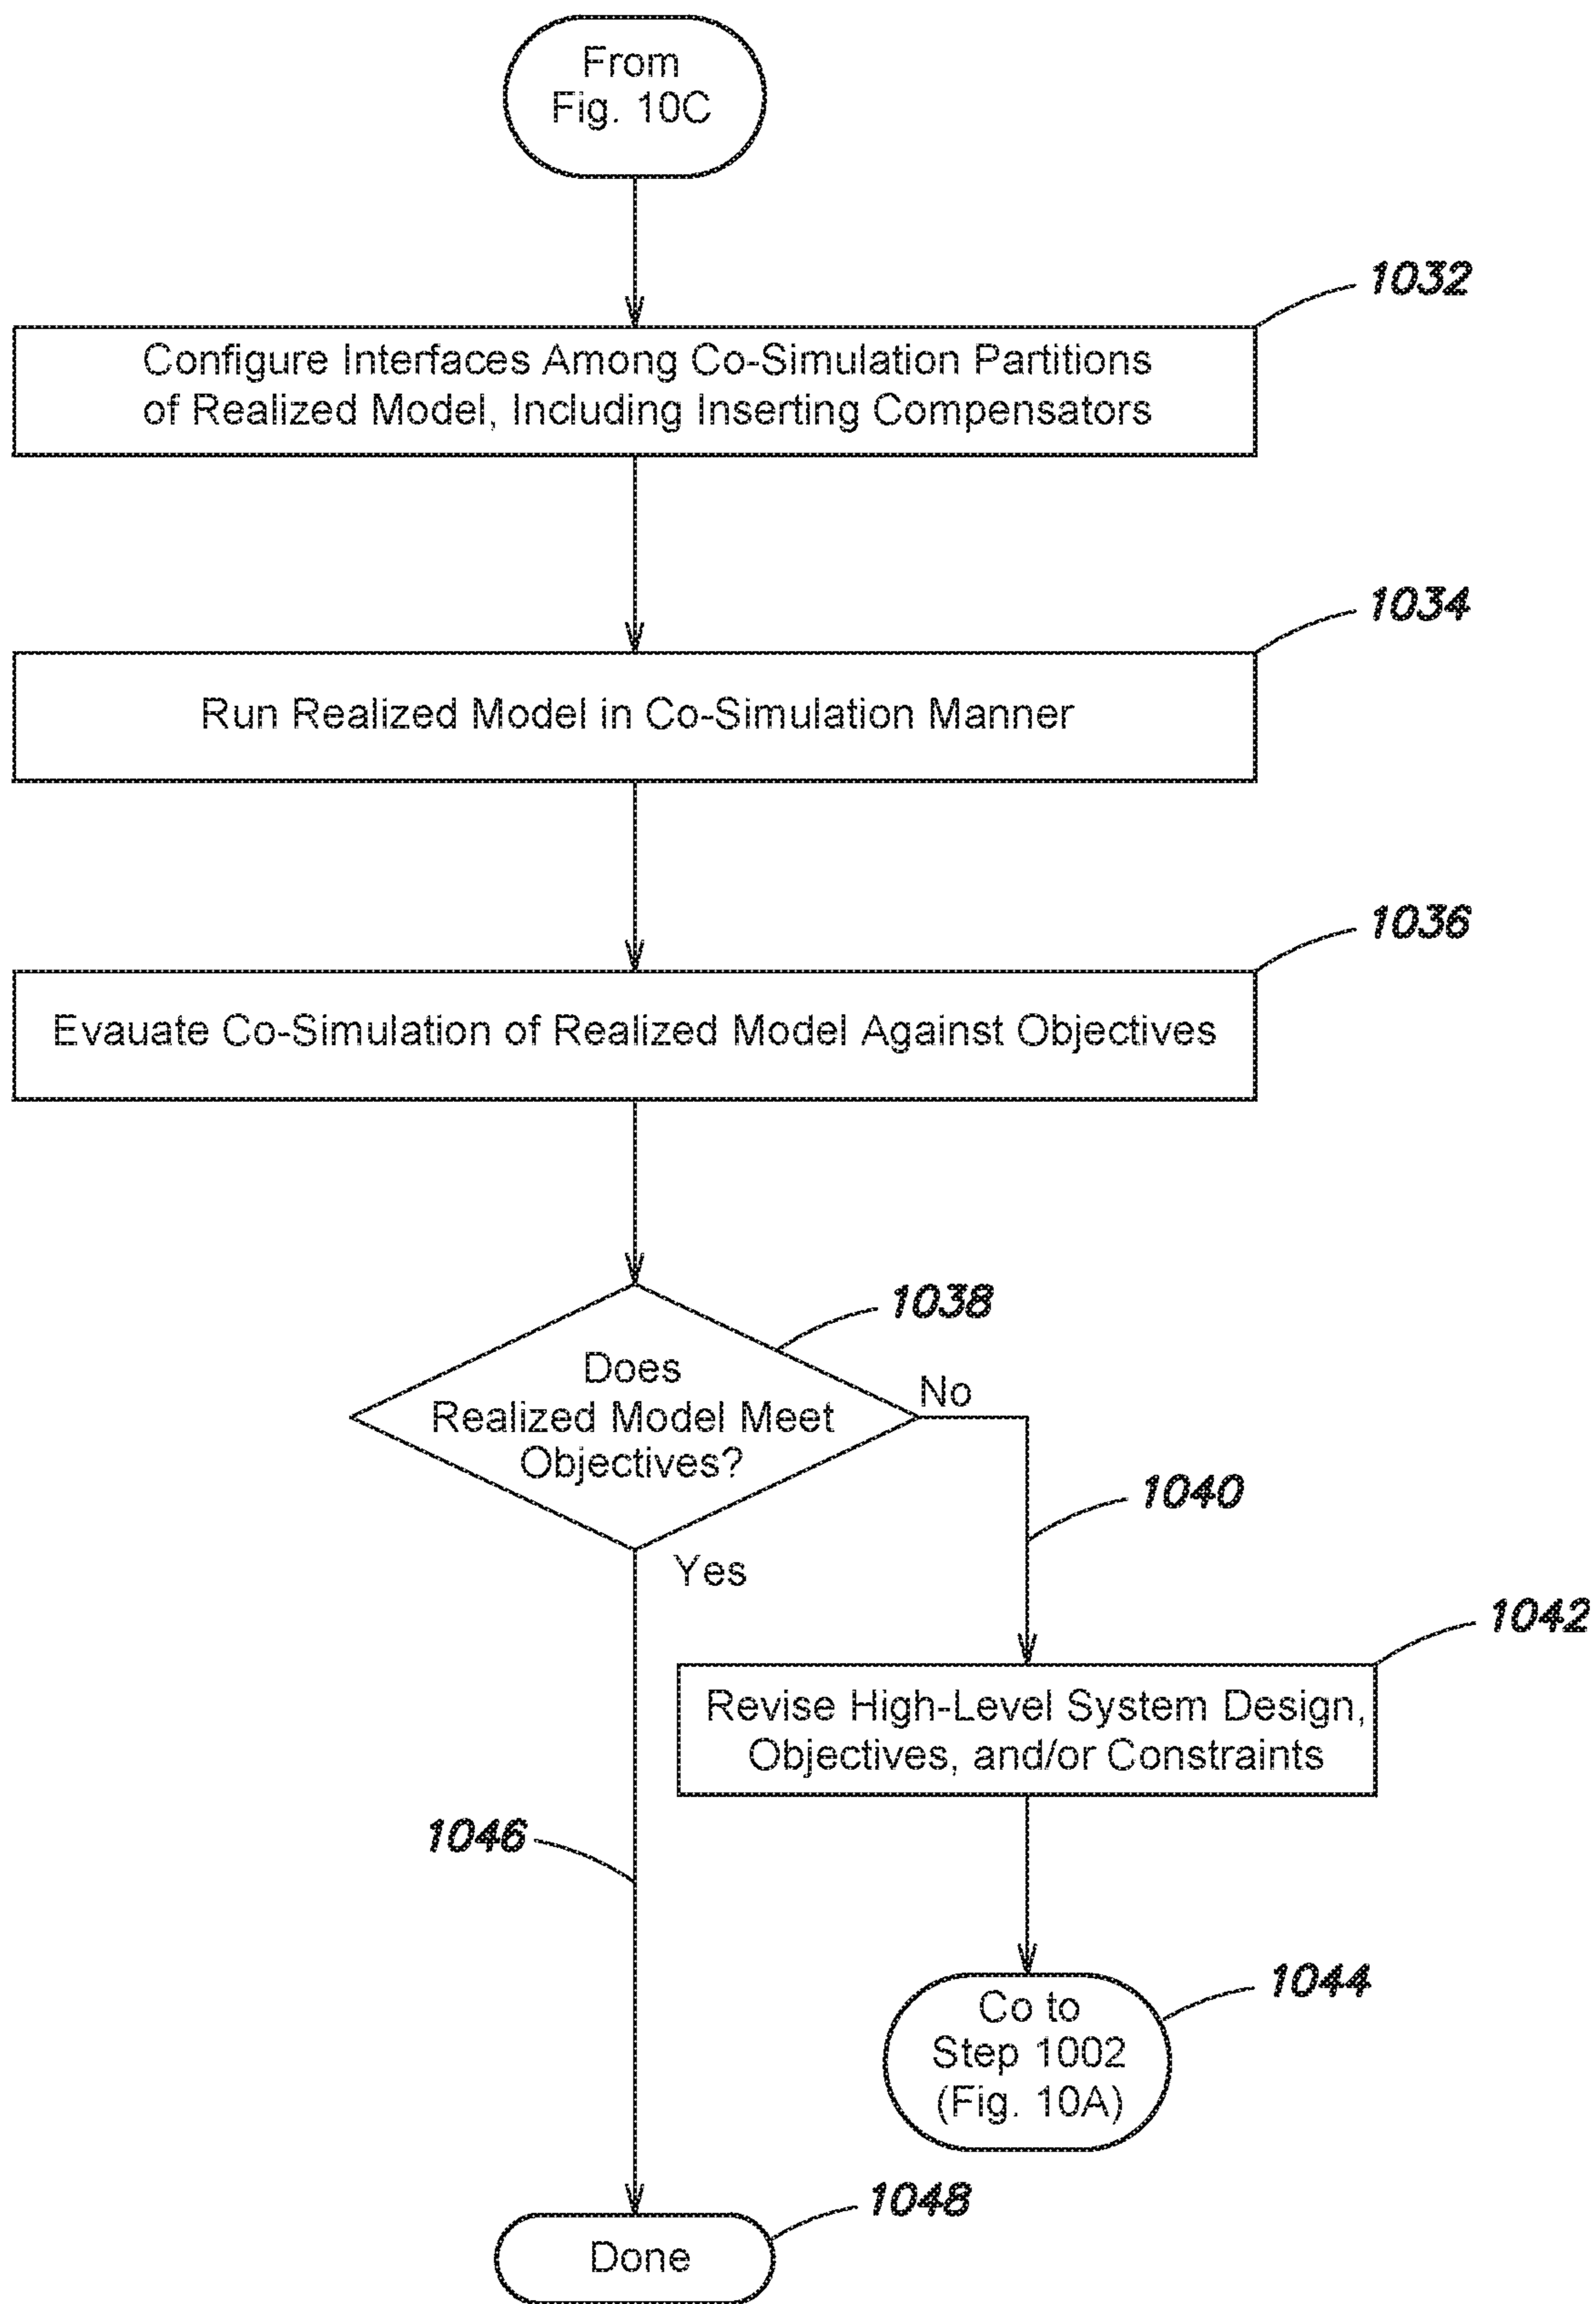 From
Fig. 10C
1032
Configure Interfaces Among Co-Simulation Partitions
of Realized Model, Including Inserting Compensators
1034
Run Realized Model in Co-Simulation Manner
1036
Evauate Co-Simulation of Realized Model Against Objectives
1038
Does
Realized Model Meet
Objectives?
No
Yes
1040
1042
Revise High-Level System Design,
Objectives, and/or Constraints
1046
1044
Co to
Step 1002
(Fig. 10A)
1048
Done